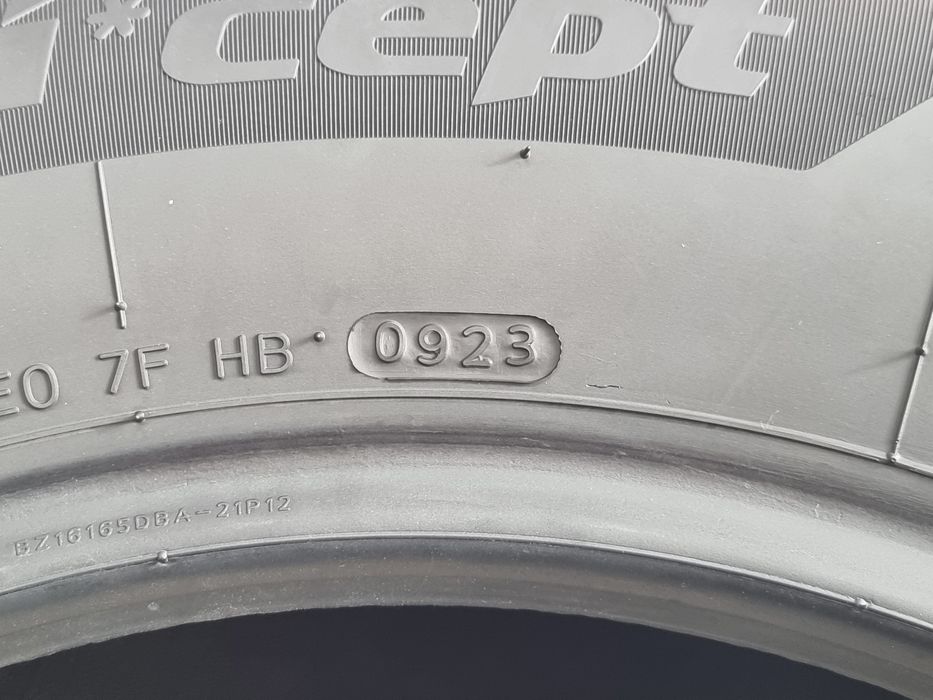 i*cept
E0 7F HB 0923
BZ16165DBA-21P12